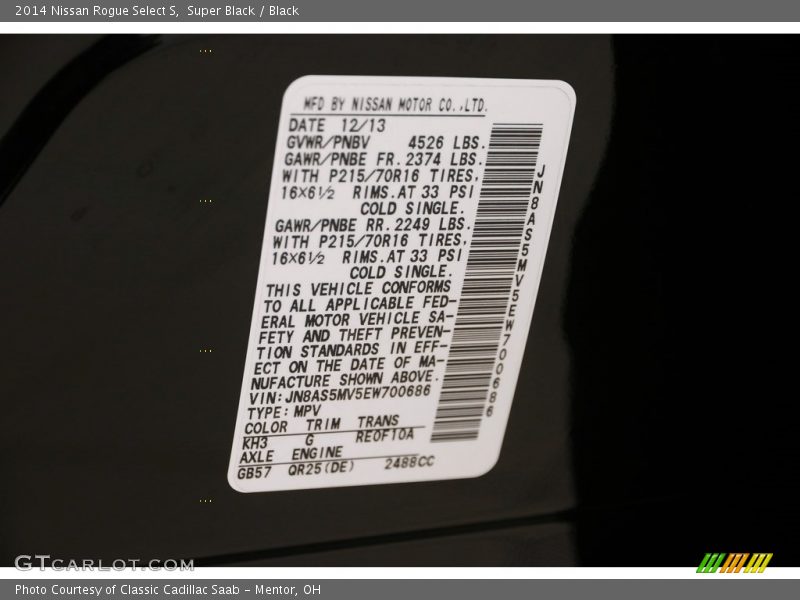 2014 Nissan Rogue Select S, Super Black / Black
MFD BY NISSAN MOTOR CO.,LTD.
DATE 12/13
GVWR/PNBV 4526 LBS.
GAWR/PNBE FR. 2374 LBS.
WITH P215/70R16 TIRES,
16×6½ RIMS. AT 33 PSI
COLD SINGLE.
GAWR/PNBE RR. 2249 LBS.
WITH P215/70R16 TIRES,
16×6½ RIMS. AT 33 PSI
COLD SINGLE.
THIS VEHICLE CONFORMS
TO ALL APPLICABLE FED-
ERAL MOTOR VEHICLE SA-
FETY AND THEFT PREVEN-
TION STANDARDS IN EFF-
ECT ON THE DATE OF MA-
NUFACTURE SHOWN ABOVE.
VIN: JN8AS5MV5EW700686
TYPE: MPV
COLOR TRIM TRANS
KH3 G RE0F10A
AXLE ENGINE
GB57 QR25(DE) 2488CC
JN8AS5MV5EW700686
GTCARLOT.COM
Photo Courtesy of Classic Cadillac Saab - Mentor, OH